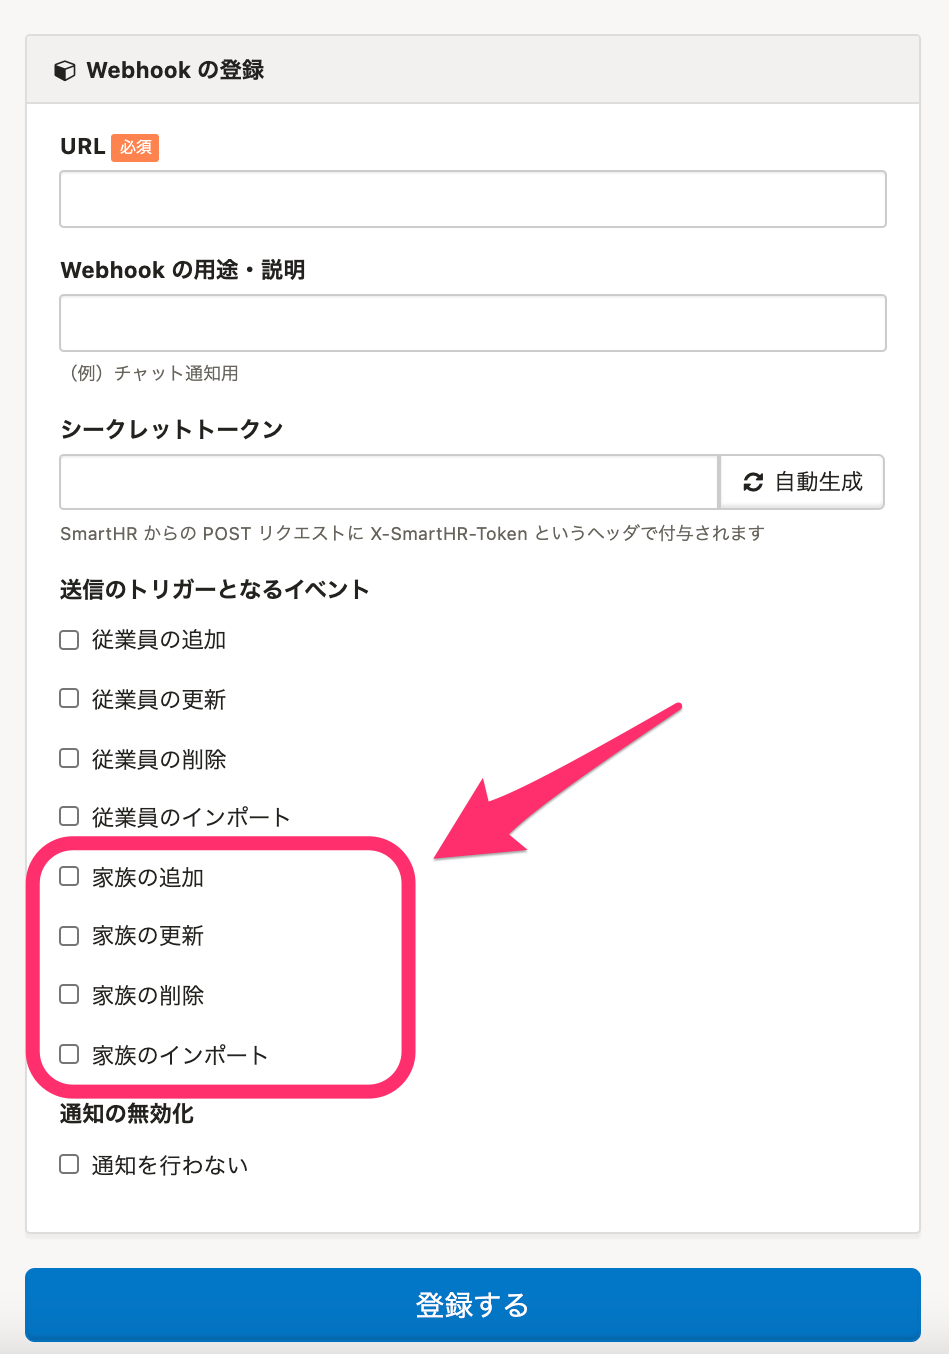 Webhook の登録
URL 必須
Webhook の用途・説明
（例）チャット通知用
シークレットトークン
自動生成
SmartHR からの POST リクエストに X-SmartHR-Token というヘッダで付与されます
送信のトリガーとなるイベント
従業員の追加
従業員の更新
従業員の削除
従業員のインポート
家族の追加
家族の更新
家族の削除
家族のインポート
通知の無効化
通知を行わない
登録する